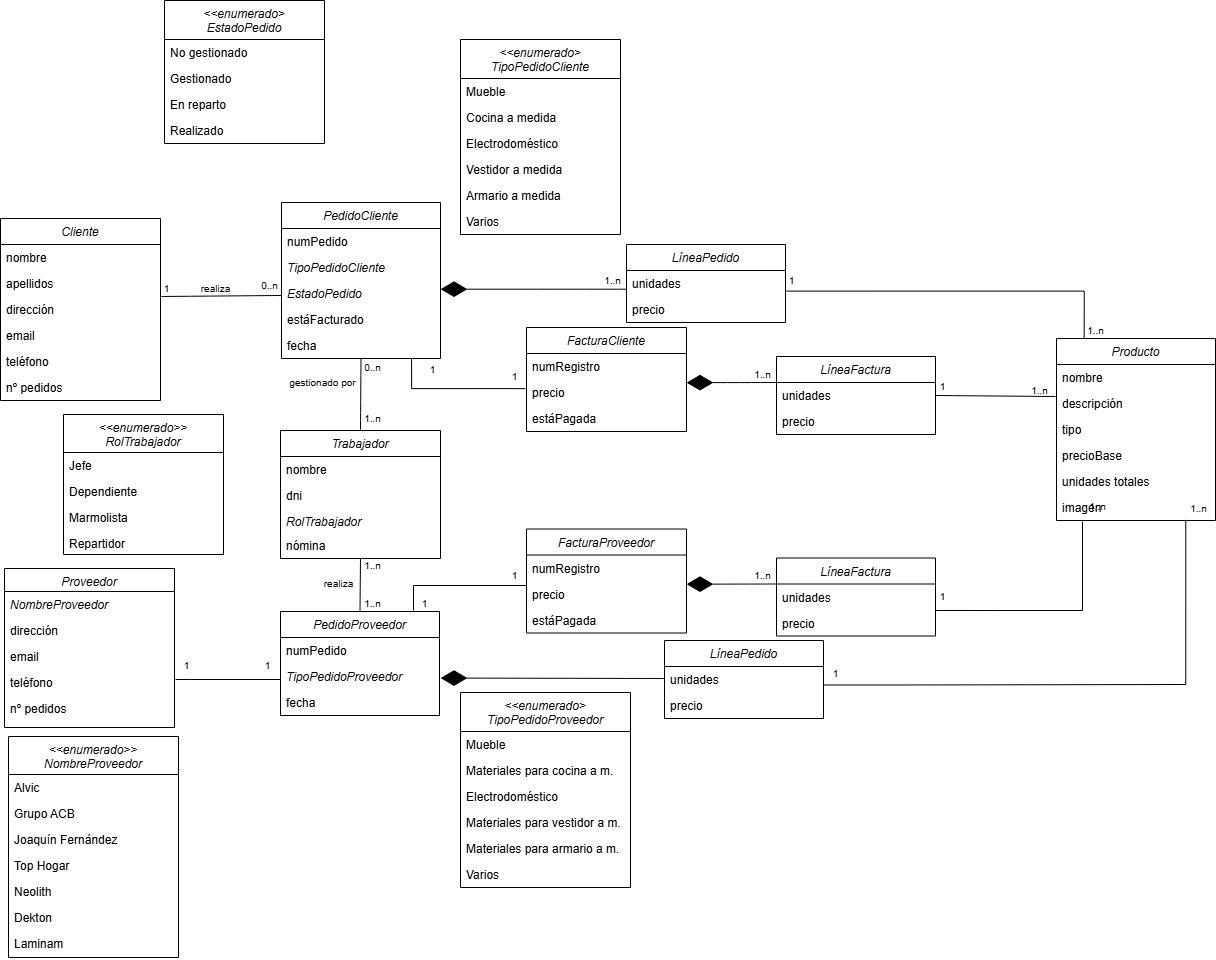 <<enumerado>
EstadoPedido
No gestionado
Gestionado
En reparto
Realizado
<<enumerado>
TipoPedidoCliente
Mueble
Cocina a medida
Electrodoméstico
Vestidor a medida
Armario a medida
Varios
Cliente
nombre
apellidos
dirección
email
teléfono
nº pedidos
1
realiza
0..n
PedidoCliente
numPedido
TipoPedidoCliente
EstadoPedido
estáFacturado
fecha
1..n
LíneaPedido
unidades
precio
1
1..n
0..n
gestionado por
1..n
1
1
FacturaCliente
numRegistro
precio
estáPagada
1..n
LíneaFactura
unidades
precio
1
1..n
Producto
nombre
descripción
tipo
precioBase
unidades totales
imagen
1..n
1..n
<<enumerado>>
RolTrabajador
Jefe
Dependiente
Marmolista
Repartidor
Trabajador
nombre
dni
RolTrabajador
nómina
1..n
realiza
1..n
FacturaProveedor
numRegistro
precio
estáPagada
1
1
1..n
LíneaFactura
unidades
precio
1
Proveedor
NombreProveedor
dirección
email
teléfono
nº pedidos
1
1
PedidoProveedor
numPedido
TipoPedidoProveedor
fecha
LíneaPedido
unidades
precio
1
<<enumerado>
TipoPedidoProveedor
Mueble
Materiales para cocina a m.
Electrodoméstico
Materiales para vestidor a m.
Materiales para armario a m.
Varios
<<enumerado>>
NombreProveedor
Alvic
Grupo ACB
Joaquín Fernández
Top Hogar
Neolith
Dekton
Laminam